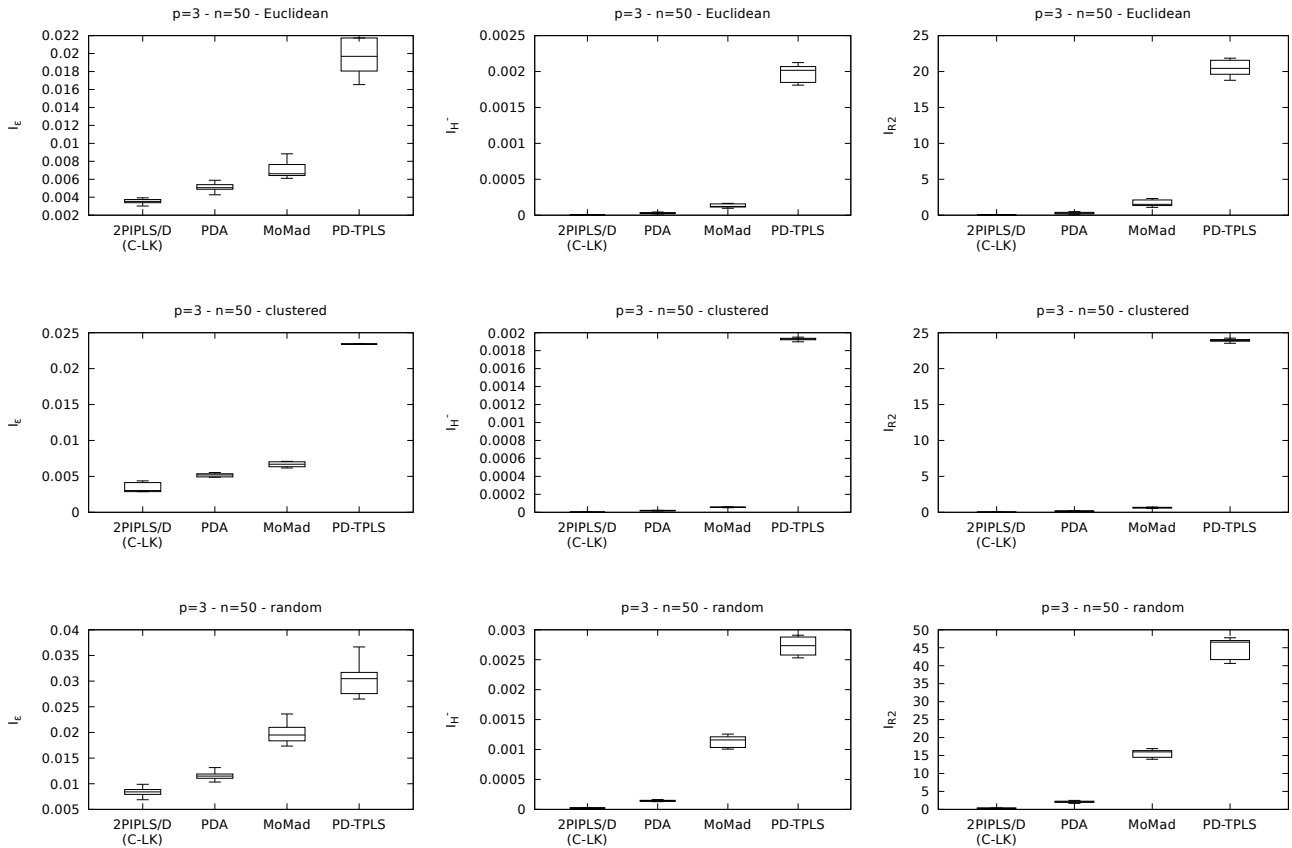 p=3 - n=50 - Euclidean
0.022
0.02
0.018
0.016
0.014
0.012
0.01
0.008
0.006
0.004
0.002
Iε
2PIPLS/D
(C-LK)
PDA
MoMad
PD-TPLS
p=3 - n=50 - Euclidean
0.0025
0.002
0.0015
0.001
0.0005
0
IH-
2PIPLS/D
(C-LK)
PDA
MoMad
PD-TPLS
p=3 - n=50 - Euclidean
25
20
15
10
5
0
IR2
2PIPLS/D
(C-LK)
PDA
MoMad
PD-TPLS
p=3 - n=50 - clustered
0.025
0.02
0.015
0.01
0.005
0
Iε
2PIPLS/D
(C-LK)
PDA
MoMad
PD-TPLS
p=3 - n=50 - clustered
0.002
0.0018
0.0016
0.0014
0.0012
0.001
0.0008
0.0006
0.0004
0.0002
0
IH-
2PIPLS/D
(C-LK)
PDA
MoMad
PD-TPLS
p=3 - n=50 - clustered
25
20
15
10
5
0
IR2
2PIPLS/D
(C-LK)
PDA
MoMad
PD-TPLS
p=3 - n=50 - random
0.04
0.035
0.03
0.025
0.02
0.015
0.01
0.005
Iε
2PIPLS/D
(C-LK)
PDA
MoMad
PD-TPLS
p=3 - n=50 - random
0.003
0.0025
0.002
0.0015
0.001
0.0005
0
IH-
2PIPLS/D
(C-LK)
PDA
MoMad
PD-TPLS
p=3 - n=50 - random
50
45
40
35
30
25
20
15
10
5
0
IR2
2PIPLS/D
(C-LK)
PDA
MoMad
PD-TPLS